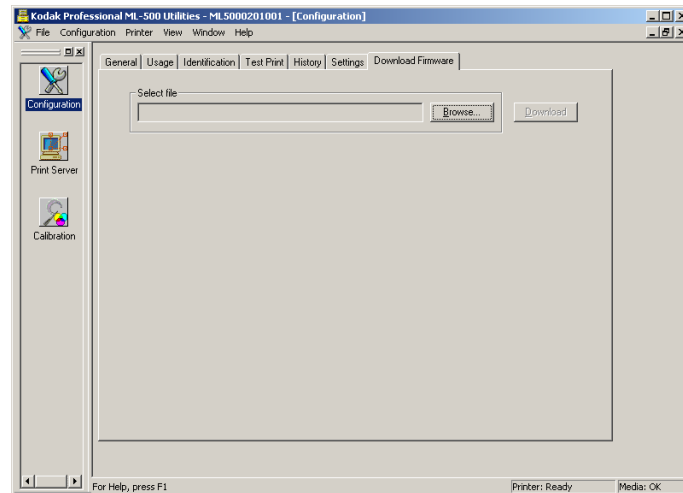 Kodak Professional ML-500 Utilities - ML5000201001 - [Configuration]
File Configuration Printer View Window Help
General Usage Identification Test Print History Settings Download Firmware
Configuration
Print Server
Calibration
Select file
Browse...
Download
For Help, press F1
Printer: Ready
Media: OK